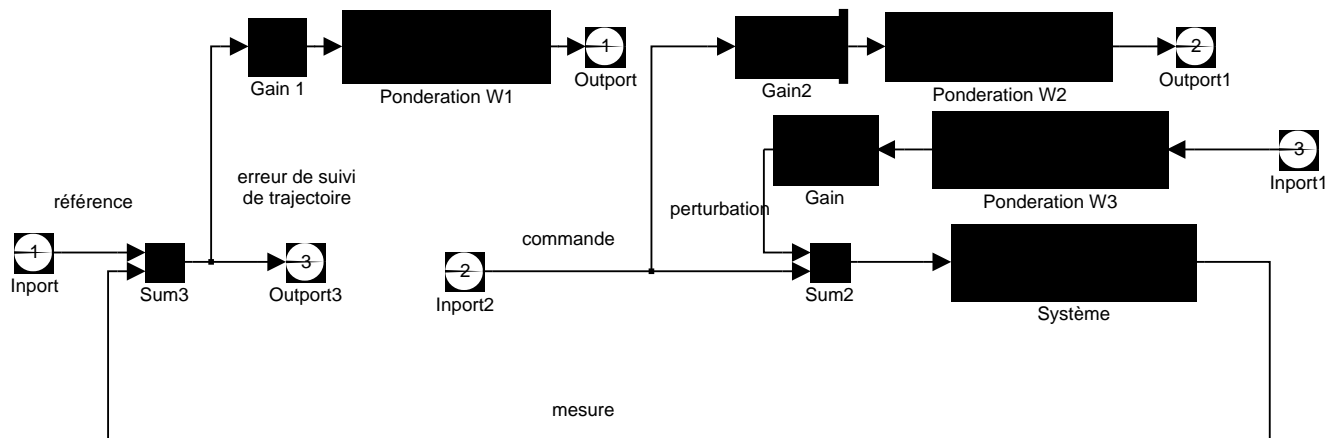 1
Outport
2
Outport1
Gain 1
Ponderation W1
Gain2
Ponderation W2
3
Inport1
erreur de suivi
de trajectoire
Gain
Ponderation W3
référence
perturbation
commande
1
Inport
Sum3
3
Outport3
2
Inport2
Sum2
Système
mesure